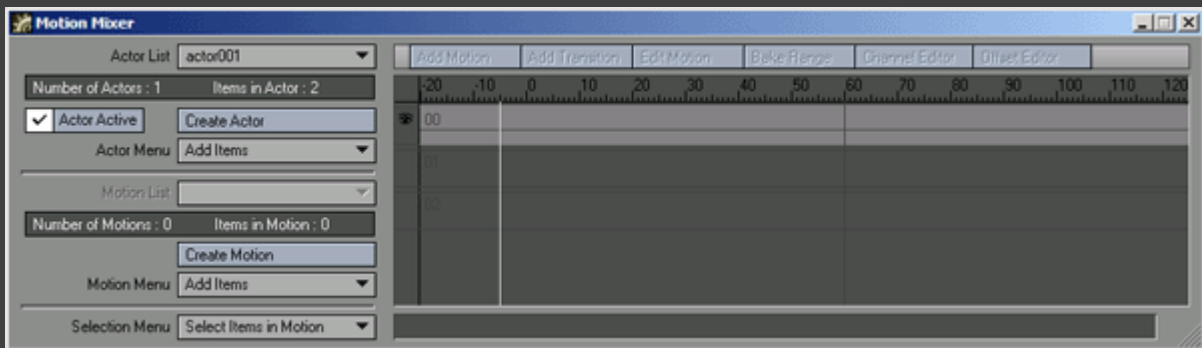 Motion Mixer
Actor List actor001 Add Motion Add Transition Edit Motion Bake Range Channel Editor Offset Editor
Number of Actors : 1 Items in Actor : 2 -20 -10 0 10 20 30 40 50 60 70 80 90 100 110 120
Actor Active Create Actor 00
Actor Menu Add Items 01
Motion List 02
Number of Motions : 0 Items in Motion : 0
Create Motion
Motion Menu Add Items
Selection Menu Select Items in Motion